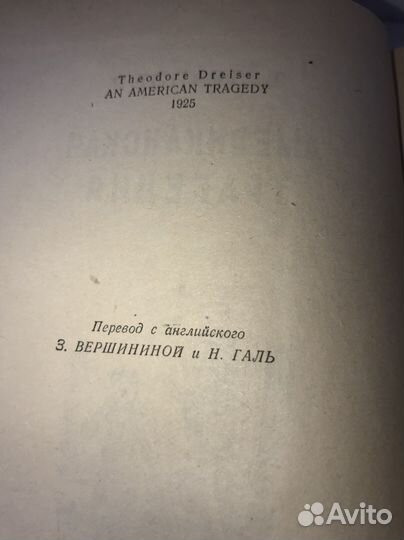 Theodore Dreiser
AN AMERICAN TRAGEDY
1925
Перевод с английского
З. ВЕРШИНИНОЙ и Н. ГАЛЬ
Avito